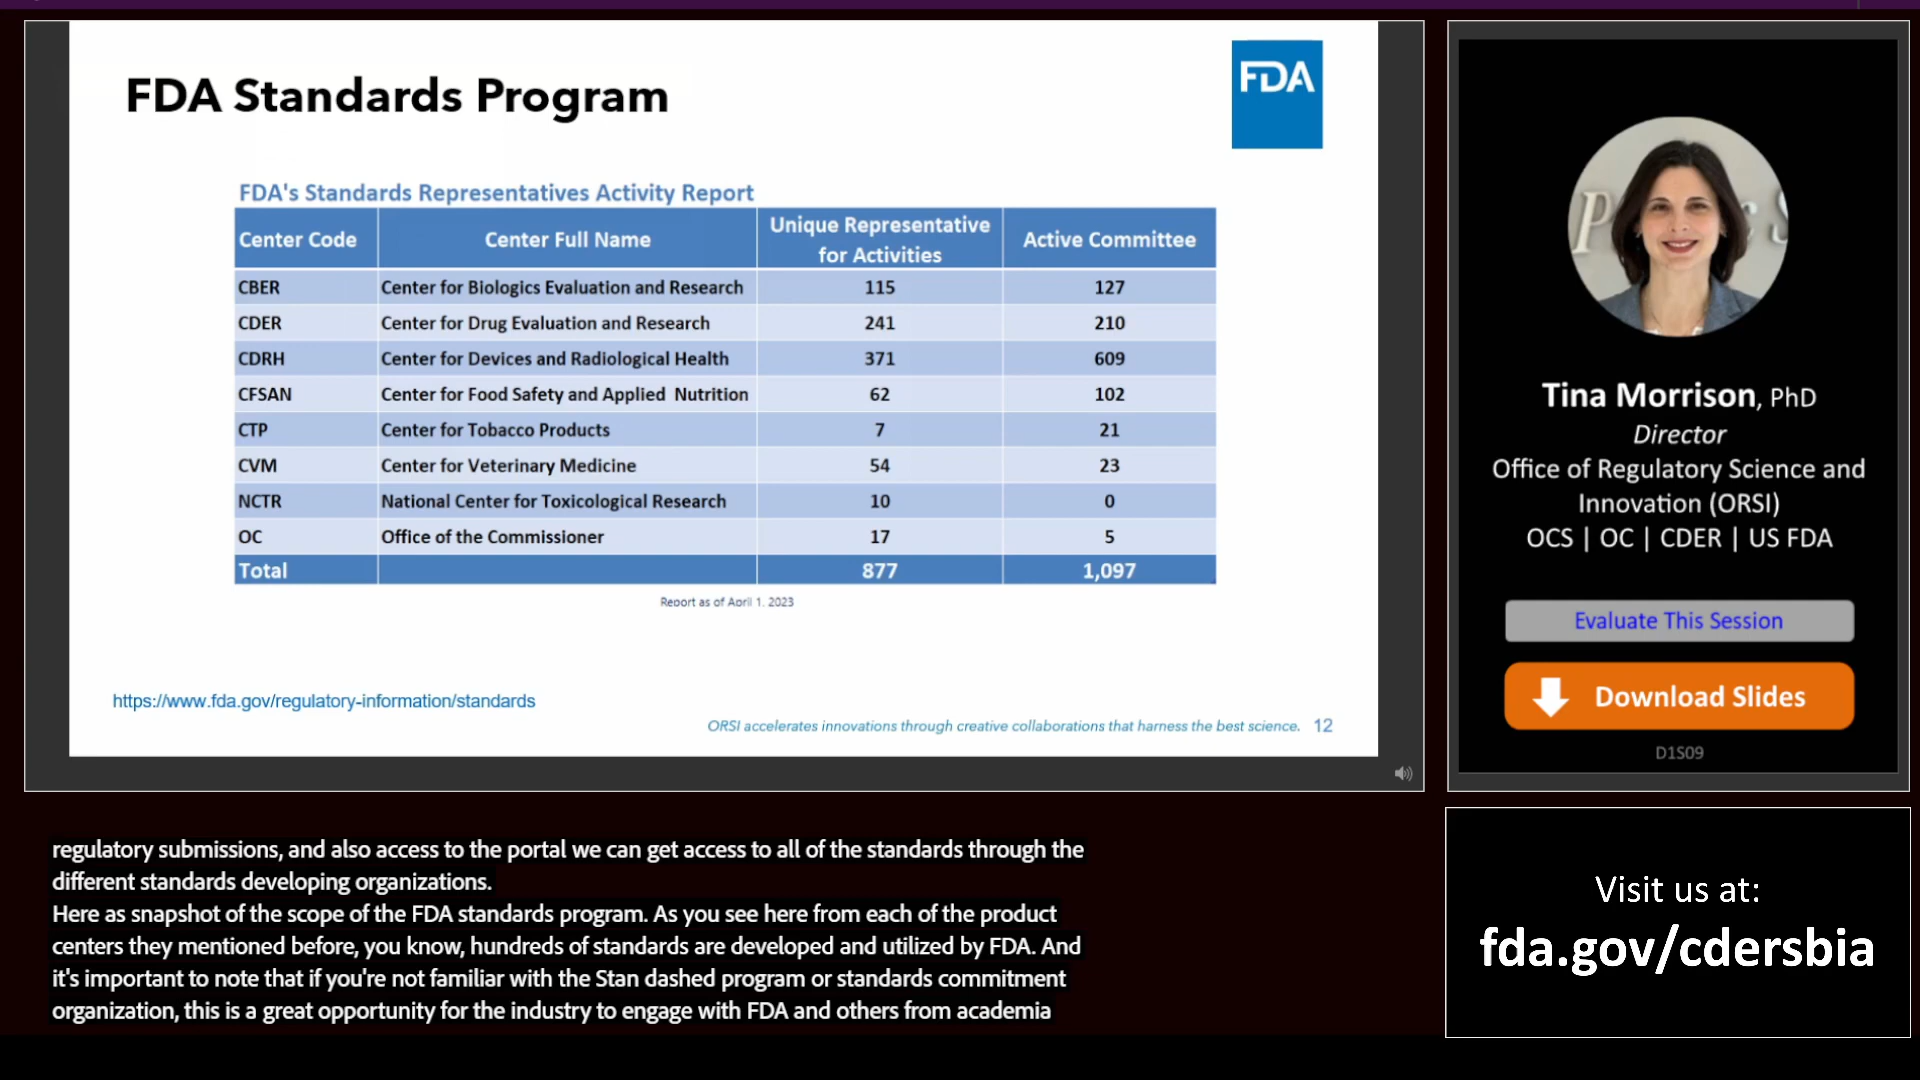 FDA Standards Program
FDA
FDA's Standards Representatives Activity Report
Center Code Center Full Name Unique Representative for Activities Active Committee
CBER Center for Biologics Evaluation and Research 115 127
CDER Center for Drug Evaluation and Research 241 210
CDRH Center for Devices and Radiological Health 371 609
CFSAN Center for Food Safety and Applied Nutrition 62 102
CTP Center for Tobacco Products 7 21
CVM Center for Veterinary Medicine 54 23
NCTR National Center for Toxicological Research 10 0
OC Office of the Commissioner 17 5
Total 877 1,097
Report as of April 1. 2023
https://www.fda.gov/regulatory-information/standards
ORSI accelerates innovations through creative collaborations that harness the best science. 12
Tina Morrison, PhD
Director
Office of Regulatory Science and
Innovation (ORSI)
OCS | OC | CDER | US FDA
Evaluate This Session
Download Slides
D1S09
regulatory submissions, and also access to the portal we can get access to all of the standards through the
different standards developing organizations.
Here as snapshot of the scope of the FDA standards program. As you see here from each of the product
centers they mentioned before, you know, hundreds of standards are developed and utilized by FDA. And
it's important to note that if you're not familiar with the Stan dashed program or standards commitment
organization, this is a great opportunity for the industry to engage with FDA and others from academia
Visit us at:
fda.gov/cdersbia